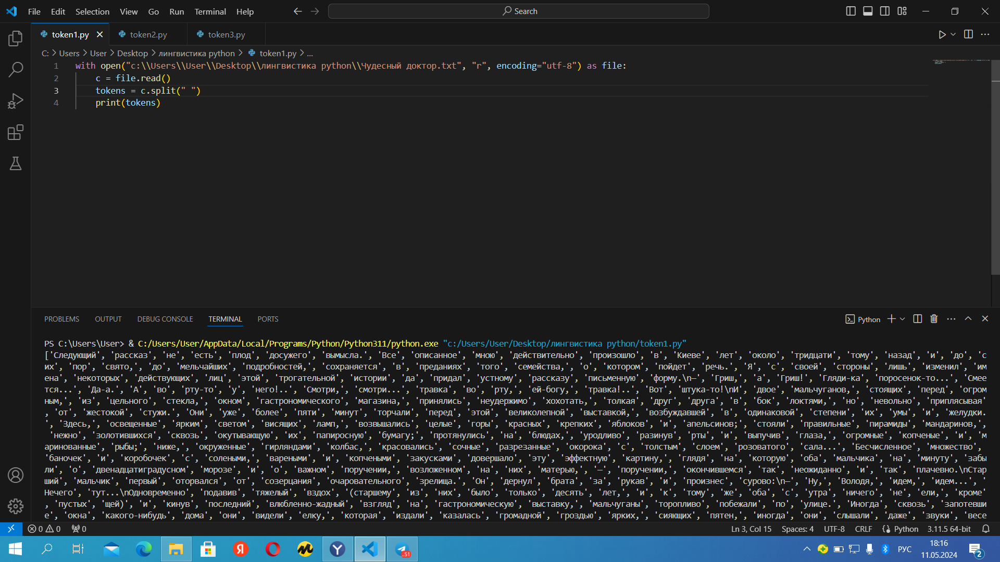 File Edit Selection View Go Run Terminal Help Search
token1.py token2.py token3.py
C: > Users > User > Desktop > лингвистика python > token1.py > ...
1 with open("c:\\Users\\User\\Desktop\\лингвистика python\\Чудесный доктор.txt", "r", encoding="utf-8") as file:
2 c = file.read()
3 tokens = c.split(" ")
4 print(tokens)
PROBLEMS OUTPUT DEBUG CONSOLE TERMINAL PORTS Python
PS C:\Users\User> & C:/Users/User/AppData/Local/Programs/Python/Python311/python.exe "c:/Users/User/Desktop/лингвистика python/token1.py"
['Следующий', 'рассказ', 'не', 'есть', 'плод', 'досужего', 'вымысла.', 'Все', 'описанное', 'мною', 'действительно', 'произошло', 'в', 'Киеве', 'лет', 'около', 'тридцати', 'тому', 'назад', 'и', 'до', 'с
их', 'пор', 'свято,', 'до', 'мельчайших', 'подробностей,', 'сохраняется', 'в', 'преданиях', 'того', 'семейства,', 'о', 'котором', 'пойдет', 'речь.', 'Я', 'с', 'своей', 'стороны', 'лишь', 'изменил', 'им
ена', 'некоторых', 'действующих', 'лиц', 'этой', 'трогательной', 'истории', 'да', 'придал', 'устному', 'рассказу', 'письменную', 'форму.\n—', 'Гриш,', 'а', 'Гриш!', 'Гляди-ка', 'поросенок-то...', 'Смее
тся...', 'Да-а.', 'А', 'во', 'рту-то', 'у', 'него!..', 'Смотри,', 'смотри...', 'травка', 'во', 'рту,', 'ей-богу,', 'травка!..', 'Вот', 'штука-то!\nИ', 'двое', 'мальчуганов,', 'стоящих', 'перед', 'огром
ным,', 'из', 'цельного', 'стекла,', 'окном', 'гастрономического', 'магазина,', 'принялись', 'неудержимо', 'хохотать,', 'толкая', 'друг', 'друга', 'в', 'бок', 'локтями,', 'но', 'невольно', 'приплясывая'
, 'от', 'жестокой', 'стужи.', 'Они', 'уже', 'более', 'пяти', 'минут', 'торчали', 'перед', 'этой', 'великолепной', 'выставкой,', 'возбуждавшей', 'в', 'одинаковой', 'степени', 'их', 'умы', 'и', 'желудки.
', 'Здесь,', 'освещенные', 'ярким', 'светом', 'висящих', 'ламп,', 'возвышались', 'целые', 'горы', 'красных', 'крепких', 'яблоков', 'и', 'апельсинов;', 'стояли', 'правильные', 'пирамиды', 'мандаринов,',
'нежно', 'золотившихся', 'сквозь', 'окутывающую', 'их', 'папиросную', 'бумагу;', 'протянулись', 'на', 'блюдах,', 'уродливо', 'разинув', 'рты', 'и', 'выпучив', 'глаза,', 'огромные', 'копченые', 'и', 'м
аринованные', 'рыбы;', 'ниже,', 'окруженные', 'гирляндами', 'колбас,', 'красовались', 'сочные', 'разрезанные', 'окорока', 'с', 'толстым', 'слоем', 'розоватого', 'сала...', 'Бесчисленное', 'множество',
'баночек', 'и', 'коробочек', 'с', 'солеными,', 'вареными', 'и', 'копчеными', 'закусками', 'довершало', 'эту', 'эффектную', 'картину,', 'глядя', 'на', 'которую', 'оба', 'мальчика', 'на', 'минуту', 'забы
ли', 'о', 'двенадцатиградусном', 'морозе', 'и', 'о', 'важном', 'поручении,', 'возложенном', 'на', 'них', 'матерью,', '—', 'поручении,', 'окончившемся', 'так', 'неожиданно', 'и', 'так', 'плачевно.\nСтар
ший', 'мальчик', 'первый', 'оторвался', 'от', 'созерцания', 'очаровательного', 'зрелища.', 'Он', 'дернул', 'брата', 'за', 'рукав', 'и', 'произнес', 'сурово:\n—', 'Ну,', 'Володя,', 'идем,', 'идем...', '
Нечего', 'тут...\nОдновременно', 'подавив', 'тяжелый', 'вздох', '(старшему', 'из', 'них', 'было', 'только', 'десять', 'лет,', 'и', 'к', 'тому', 'же', 'оба', 'с', 'утра', 'ничего', 'не', 'ели,', 'кроме'
, 'пустых', 'щей)', 'и', 'кинув', 'последний', 'влюбленно-жадный', 'взгляд', 'на', 'гастрономическую', 'выставку,', 'мальчуганы', 'торопливо', 'побежали', 'по', 'улице.', 'Иногда', 'сквозь', 'запотевши
е', 'окна', 'какого-нибудь', 'дома', 'они', 'видели', 'елку,', 'которая', 'издали', 'казалась', 'громадной', 'гроздью', 'ярких,', 'сияющих', 'пятен,', 'иногда', 'они', 'слышали', 'даже', 'звуки', 'весе
0 0 0 Ln 3, Col 15 Spaces: 4 UTF-8 CRLF Python 3.11.5 64-bit
Я Y ..51 РУС 18:16
11.05.2024 2